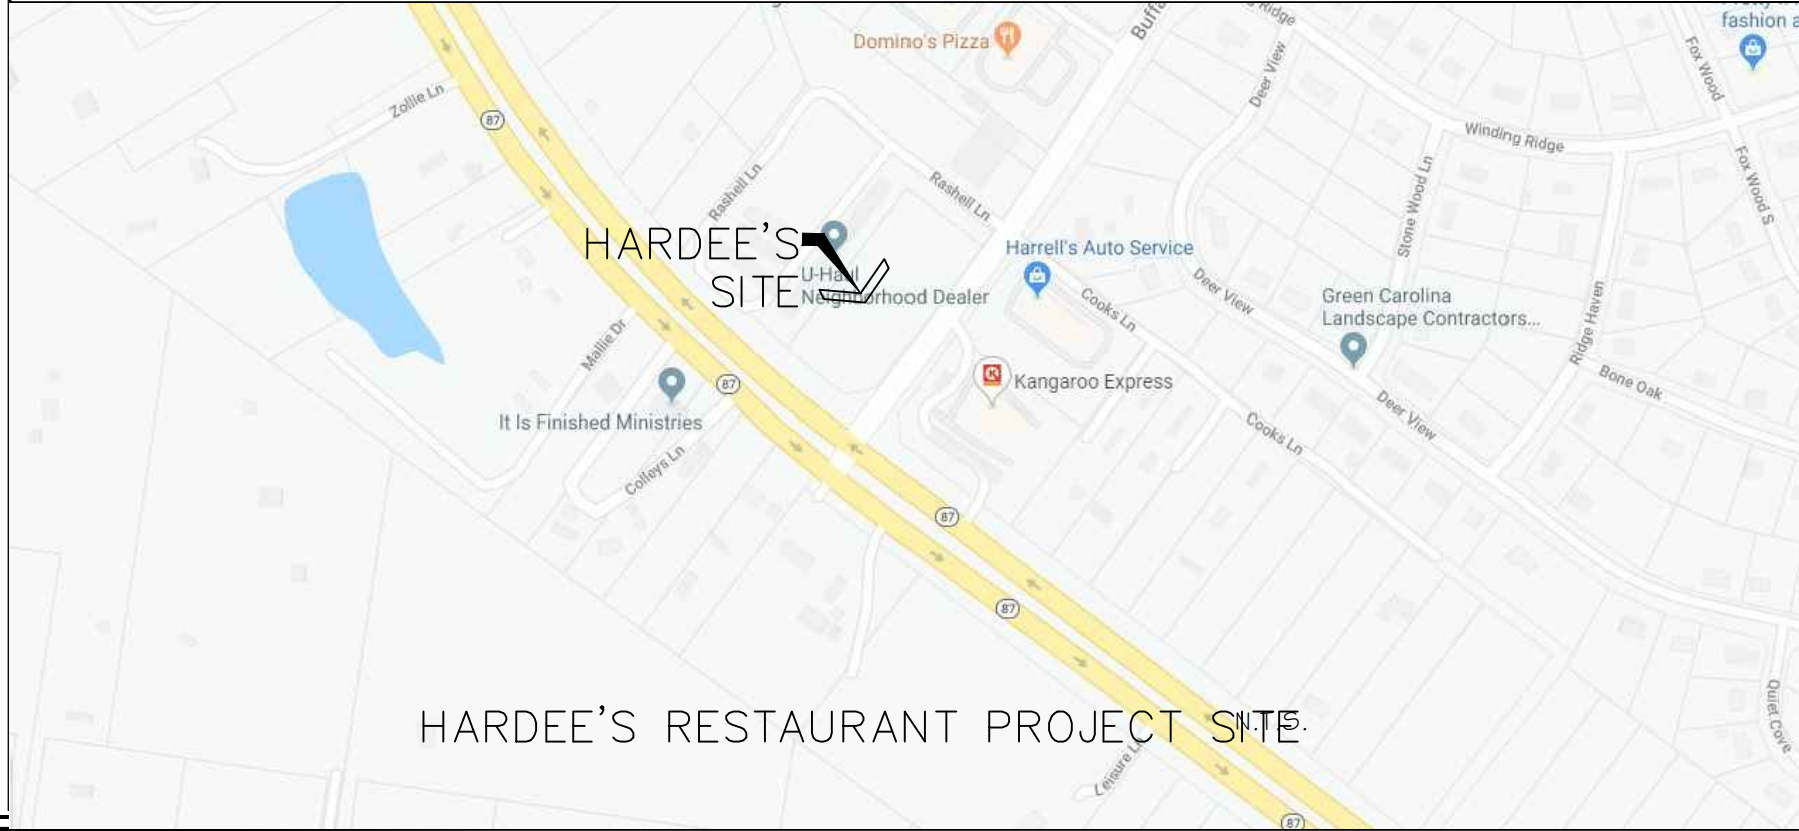 fashion a
Domino's Pizza
Ridge
Deer View
Fox Wood
Zollie Ln
87
Winding Ridge
Rashell Ln
Rashell Ln
Stone Wood Ln
Fox Wood S
HARDEE'S
SITE
U-Haul
Neighborhood Dealer
Harrell's Auto Service
Deer View
Cooks Ln
Green Carolina
Landscape Contractors...
Ridge Haven
Mallie Dr
87
Kangaroo Express
Bone Oak
It Is Finished Ministries
Deer View
Cooks Ln
Colleys Ln
87
87
HARDEE'S RESTAURANT PROJECT SITE
N.T.S.
Quiet Cove
Leisure L
87